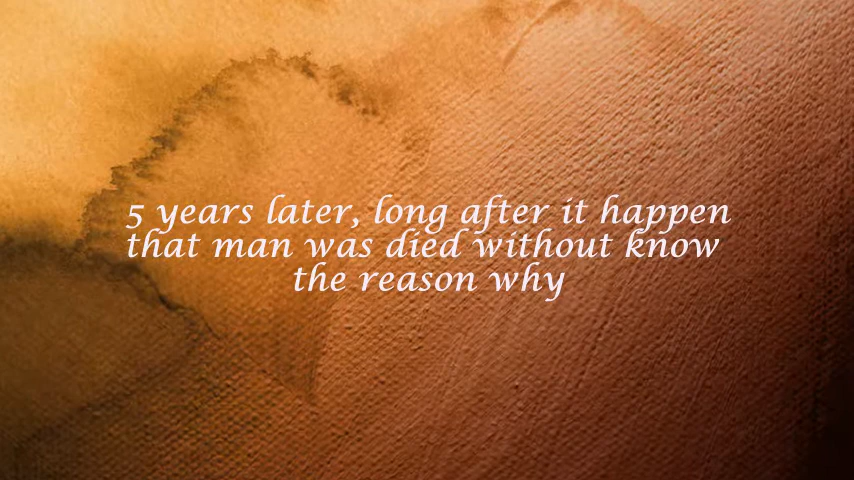 5 years later, long after it happen
that man was died without know
the reason why